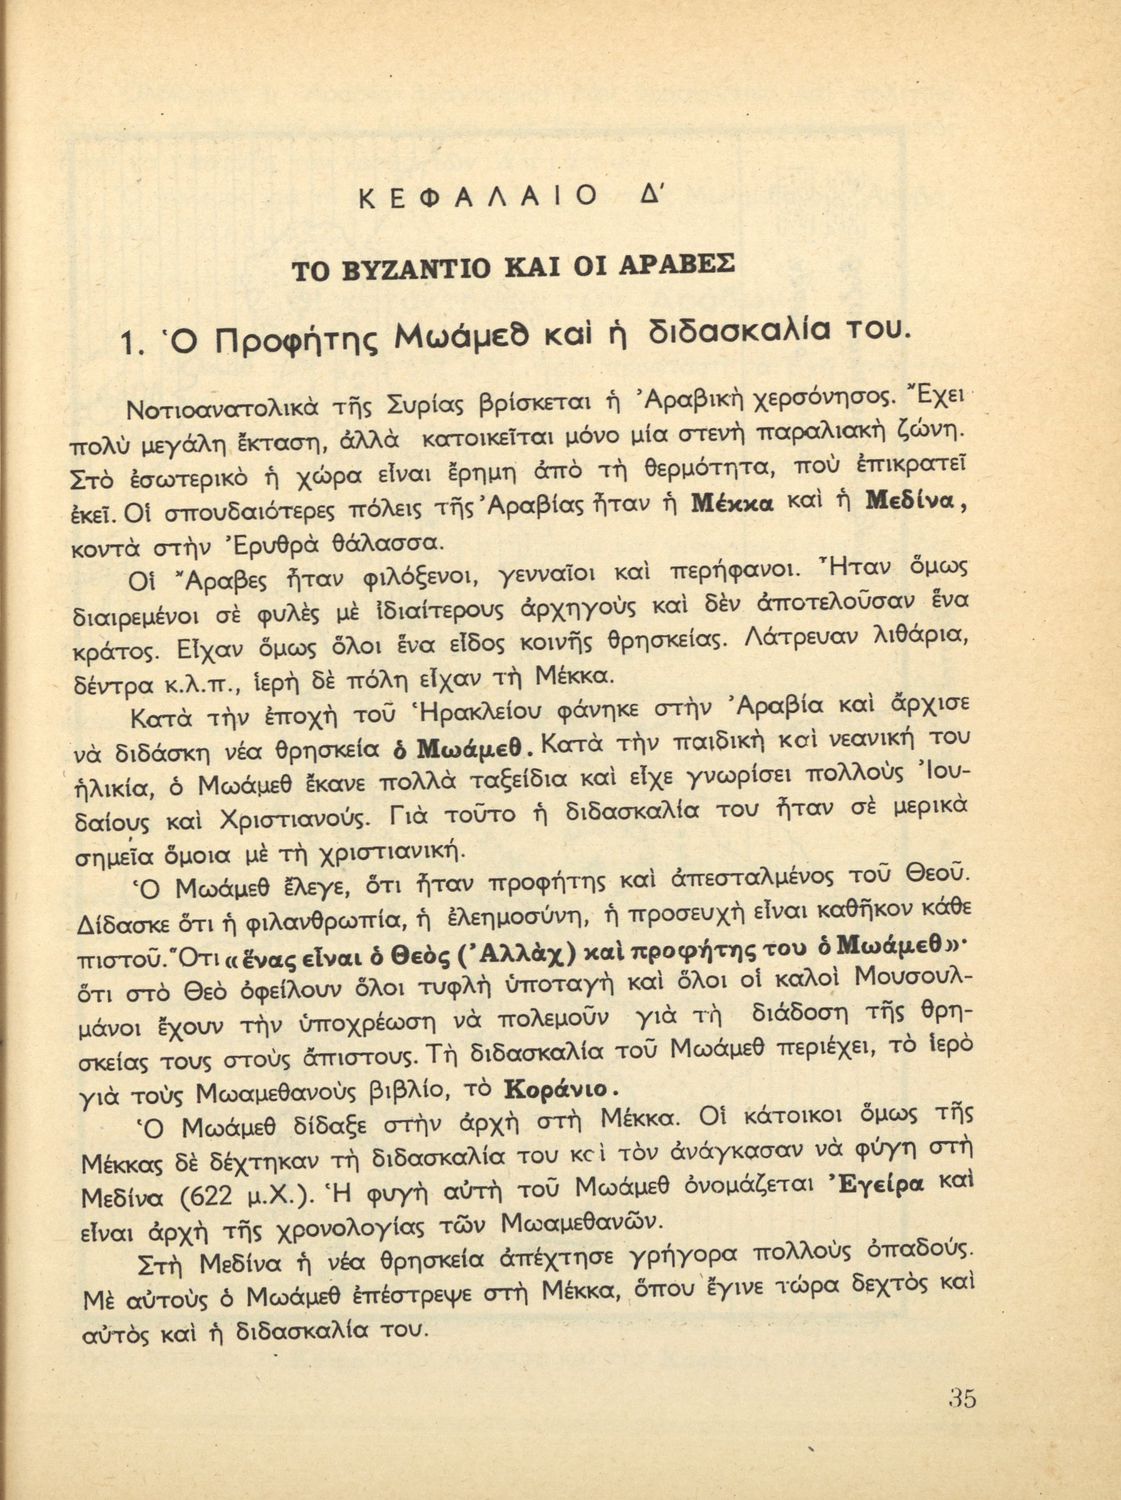 ΚΕΦΑΛΑΙΟ Δ'
ΤΟ ΒΥΖΑΝΤΙΟ ΚΑΙ ΟΙ ΑΡΑΒΕΣ
1. Ὁ Προφήτης Μωάμεθ καὶ ἡ διδασκαλία του.
Νοτιοανατολικὰ τῆς Συρίας βρίσκεται ἡ Ἀραβικὴ χερσόνησος. Ἔχει
πολὺ μεγάλη ἔκταση, ἀλλὰ κατοικεῖται μόνο μία στενὴ παραλιακὴ ζώνη.
Στὸ ἐσωτερικὸ ἡ χώρα εἶναι ἔρημη ἀπὸ τὴ θερμότητα, ποὺ ἐπικρατεῖ
ἐκεῖ. Οἱ σπουδαιότερες πόλεις τῆς Ἀραβίας ἦταν ἡ Μέκκα καὶ ἡ Μεδίνα,
κοντὰ στὴν Ἐρυθρὰ θάλασσα.
Οἱ Ἄραβες ἦταν φιλόξενοι, γενναῖοι καὶ περήφανοι. Ἦταν ὅμως
διαιρεμένοι σὲ φυλὲς μὲ ἰδιαίτερους ἀρχηγοὺς καὶ δὲν ἀποτελοῦσαν ἕνα
κράτος. Εἶχαν ὅμως ὅλοι ἕνα εἶδος κοινῆς θρησκείας. Λάτρευαν λιθάρια,
δέντρα κ.λ.π., ἱερὴ δὲ πόλη εἶχαν τὴ Μέκκα.
Κατὰ τὴν ἐποχὴ τοῦ Ἡρακλείου φάνηκε στὴν Ἀραβία καὶ ἄρχισε
νὰ διδάσκη νέα θρησκεία ὁ Μωάμεθ. Κατὰ τὴν παιδικὴ καὶ νεανική του
ἡλικία, ὁ Μωάμεθ ἔκανε πολλὰ ταξείδια καὶ εἶχε γνωρίσει πολλοὺς Ἰου-
δαίους καὶ Χριστιανούς. Γιὰ τοῦτο ἡ διδασκαλία του ἦταν σὲ μερικὰ
σημεῖα ὅμοια μὲ τὴ χριστιανική.
Ὁ Μωάμεθ ἔλεγε, ὅτι ἦταν προφήτης καὶ ἀπεσταλμένος τοῦ Θεοῦ.
Δίδασκε ὅτι ἡ φιλανθρωπία, ἡ ἐλεημοσύνη, ἡ προσευχὴ εἶναι καθῆκον κάθε
πιστοῦ. Ὅτι «ἕνας εἶναι ὁ Θεὸς (Ἀλλὰχ) καὶ προφήτης του ὁ Μωάμεθ»·
ὅτι στὸ Θεὸ ὀφείλουν ὅλοι τυφλὴ ὑποταγὴ καὶ ὅλοι οἱ καλοὶ Μουσουλ-
μάνοι ἔχουν τὴν ὑποχρέωση νὰ πολεμοῦν γιὰ τὴ διάδοση τῆς θρη-
σκείας τους στοὺς ἄπιστους. Τὴ διδασκαλία τοῦ Μωάμεθ περιέχει, τὸ ἱερὸ
γιὰ τοὺς Μωαμεθανοὺς βιβλίο, τὸ Κοράνιο.
Ὁ Μωάμεθ δίδαξε στὴν ἀρχὴ στὴ Μέκκα. Οἱ κάτοικοι ὅμως τῆς
Μέκκας δὲ δέχτηκαν τὴ διδασκαλία του καὶ τὸν ἀνάγκασαν νὰ φύγη στὴ
Μεδίνα (622 μ.Χ.). Ἡ φυγὴ αὐτὴ τοῦ Μωάμεθ ὀνομάζεται Ἐγείρα καὶ
εἶναι ἀρχὴ τῆς χρονολογίας τῶν Μωαμεθανῶν.
Στὴ Μεδίνα ἡ νέα θρησκεία ἀπέχτησε γρήγορα πολλοὺς ὀπαδούς.
Μὲ αὐτοὺς ὁ Μωάμεθ ἐπέστρεψε στὴ Μέκκα, ὅπου ἔγινε τώρα δεχτὸς καὶ
αὐτὸς καὶ ἡ διδασκαλία του.
35